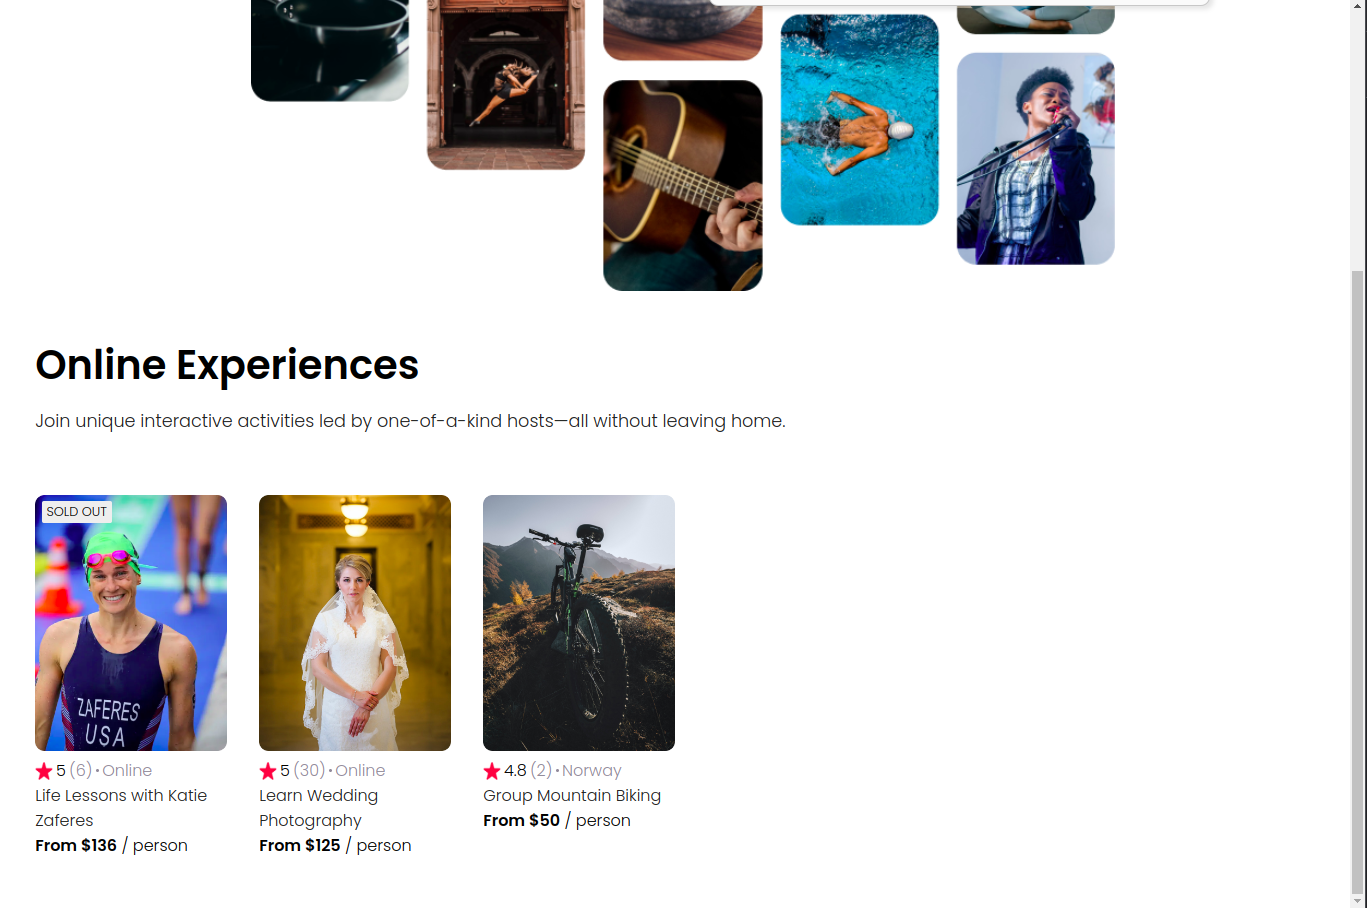 Online Experiences
Join unique interactive activities led by one-of-a-kind hosts—all without leaving home.
SOLD OUT
ZAFERES
USA
5 (6) · Online
Life Lessons with Katie
Zaferes
From $136 / person
5 (30) · Online
Learn Wedding
Photography
From $125 / person
4.8 (2) · Norway
Group Mountain Biking
From $50 / person